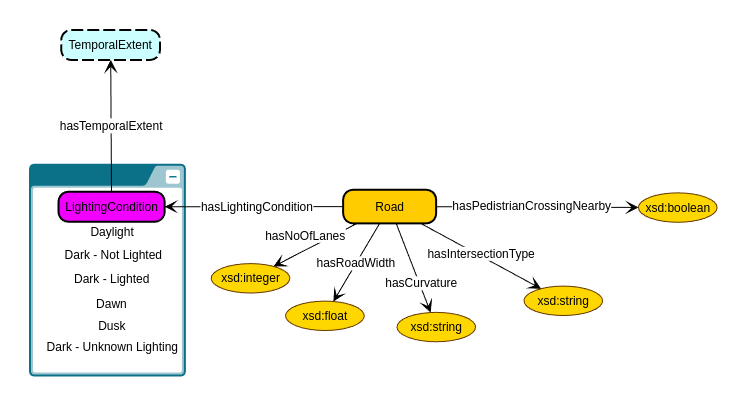 TemporalExtent
hasTemporalExtent
LightingCondition
Daylight
Dark - Not Lighted
Dark - Lighted
Dawn
Dusk
Dark - Unknown Lighting
hasLightingCondition
Road
hasPedistrianCrossingNearby
xsd:boolean
hasNoOfLanes
xsd:integer
hasRoadWidth
xsd:float
hasCurvature
xsd:string
hasIntersectionType
xsd:string